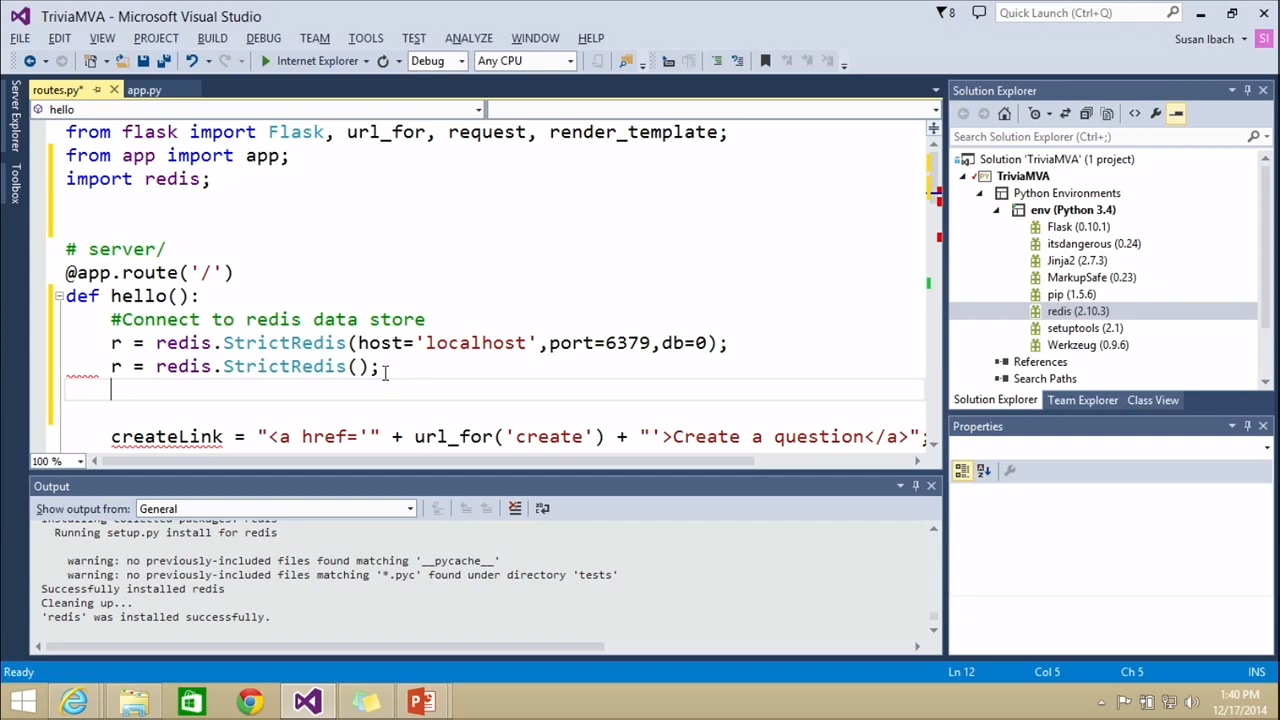 TriviaMVA - Microsoft Visual Studio
8
Quick Launch (Ctrl+Q)
FILE EDIT VIEW PROJECT BUILD DEBUG TEAM TOOLS TEST ANALYZE WINDOW HELP
Susan Ibach
SI
Internet Explorer
Debug
Any CPU
Server Explorer
Toolbox
routes.py*
app.py
hello
from flask import Flask, url_for, request, render_template;
from app import app;
import redis;
# server/
@app.route('/')
def hello():
#Connect to redis data store
r = redis.StrictRedis(host='localhost',port=6379,db=0);
r = redis.StrictRedis();
createLink = "<a href='" + url_for('create') + "'>Create a question</a>";
100 %
Solution Explorer
Search Solution Explorer (Ctrl+;)
Solution 'TriviaMVA' (1 project)
TriviaMVA
Python Environments
env (Python 3.4)
Flask (0.10.1)
itsdangerous (0.24)
Jinja2 (2.7.3)
MarkupSafe (0.23)
pip (1.5.6)
redis (2.10.3)
setuptools (2.1)
Werkzeug (0.9.6)
References
Search Paths
Solution Explorer Team Explorer Class View
Properties
Output
Show output from: General
Installing collected packages: redis
Running setup.py install for redis
warning: no previously-included files found matching '__pycache__'
warning: no previously-included files matching '*.pyc' found under directory 'tests'
Successfully installed redis
Cleaning up...
'redis' was installed successfully.
Ready
Ln 12 Col 5 Ch 5 INS
1:40 PM
12/17/2014